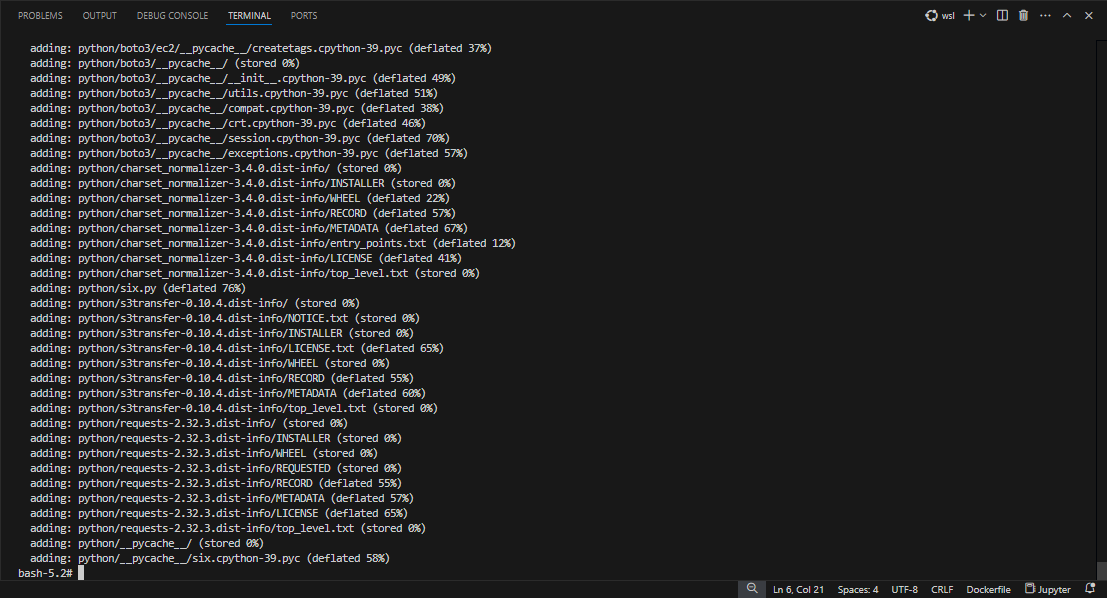 PROBLEMS OUTPUT DEBUG CONSOLE TERMINAL PORTS wsl
adding: python/boto3/ec2/__pycache__/createtags.cpython-39.pyc (deflated 37%)
adding: python/boto3/__pycache__/ (stored 0%)
adding: python/boto3/__pycache__/__init__.cpython-39.pyc (deflated 49%)
adding: python/boto3/__pycache__/utils.cpython-39.pyc (deflated 51%)
adding: python/boto3/__pycache__/compat.cpython-39.pyc (deflated 38%)
adding: python/boto3/__pycache__/crt.cpython-39.pyc (deflated 46%)
adding: python/boto3/__pycache__/session.cpython-39.pyc (deflated 70%)
adding: python/boto3/__pycache__/exceptions.cpython-39.pyc (deflated 57%)
adding: python/charset_normalizer-3.4.0.dist-info/ (stored 0%)
adding: python/charset_normalizer-3.4.0.dist-info/INSTALLER (stored 0%)
adding: python/charset_normalizer-3.4.0.dist-info/WHEEL (deflated 22%)
adding: python/charset_normalizer-3.4.0.dist-info/RECORD (deflated 57%)
adding: python/charset_normalizer-3.4.0.dist-info/METADATA (deflated 67%)
adding: python/charset_normalizer-3.4.0.dist-info/entry_points.txt (deflated 12%)
adding: python/charset_normalizer-3.4.0.dist-info/LICENSE (deflated 41%)
adding: python/charset_normalizer-3.4.0.dist-info/top_level.txt (stored 0%)
adding: python/six.py (deflated 76%)
adding: python/s3transfer-0.10.4.dist-info/ (stored 0%)
adding: python/s3transfer-0.10.4.dist-info/NOTICE.txt (stored 0%)
adding: python/s3transfer-0.10.4.dist-info/INSTALLER (stored 0%)
adding: python/s3transfer-0.10.4.dist-info/LICENSE.txt (deflated 65%)
adding: python/s3transfer-0.10.4.dist-info/WHEEL (stored 0%)
adding: python/s3transfer-0.10.4.dist-info/RECORD (deflated 55%)
adding: python/s3transfer-0.10.4.dist-info/METADATA (deflated 60%)
adding: python/s3transfer-0.10.4.dist-info/top_level.txt (stored 0%)
adding: python/requests-2.32.3.dist-info/ (stored 0%)
adding: python/requests-2.32.3.dist-info/INSTALLER (stored 0%)
adding: python/requests-2.32.3.dist-info/WHEEL (stored 0%)
adding: python/requests-2.32.3.dist-info/REQUESTED (stored 0%)
adding: python/requests-2.32.3.dist-info/RECORD (deflated 55%)
adding: python/requests-2.32.3.dist-info/METADATA (deflated 57%)
adding: python/requests-2.32.3.dist-info/LICENSE (deflated 65%)
adding: python/requests-2.32.3.dist-info/top_level.txt (stored 0%)
adding: python/__pycache__/ (stored 0%)
adding: python/__pycache__/six.cpython-39.pyc (deflated 58%)
bash-5.2#
Ln 6, Col 21 Spaces: 4 UTF-8 CRLF Dockerfile Jupyter